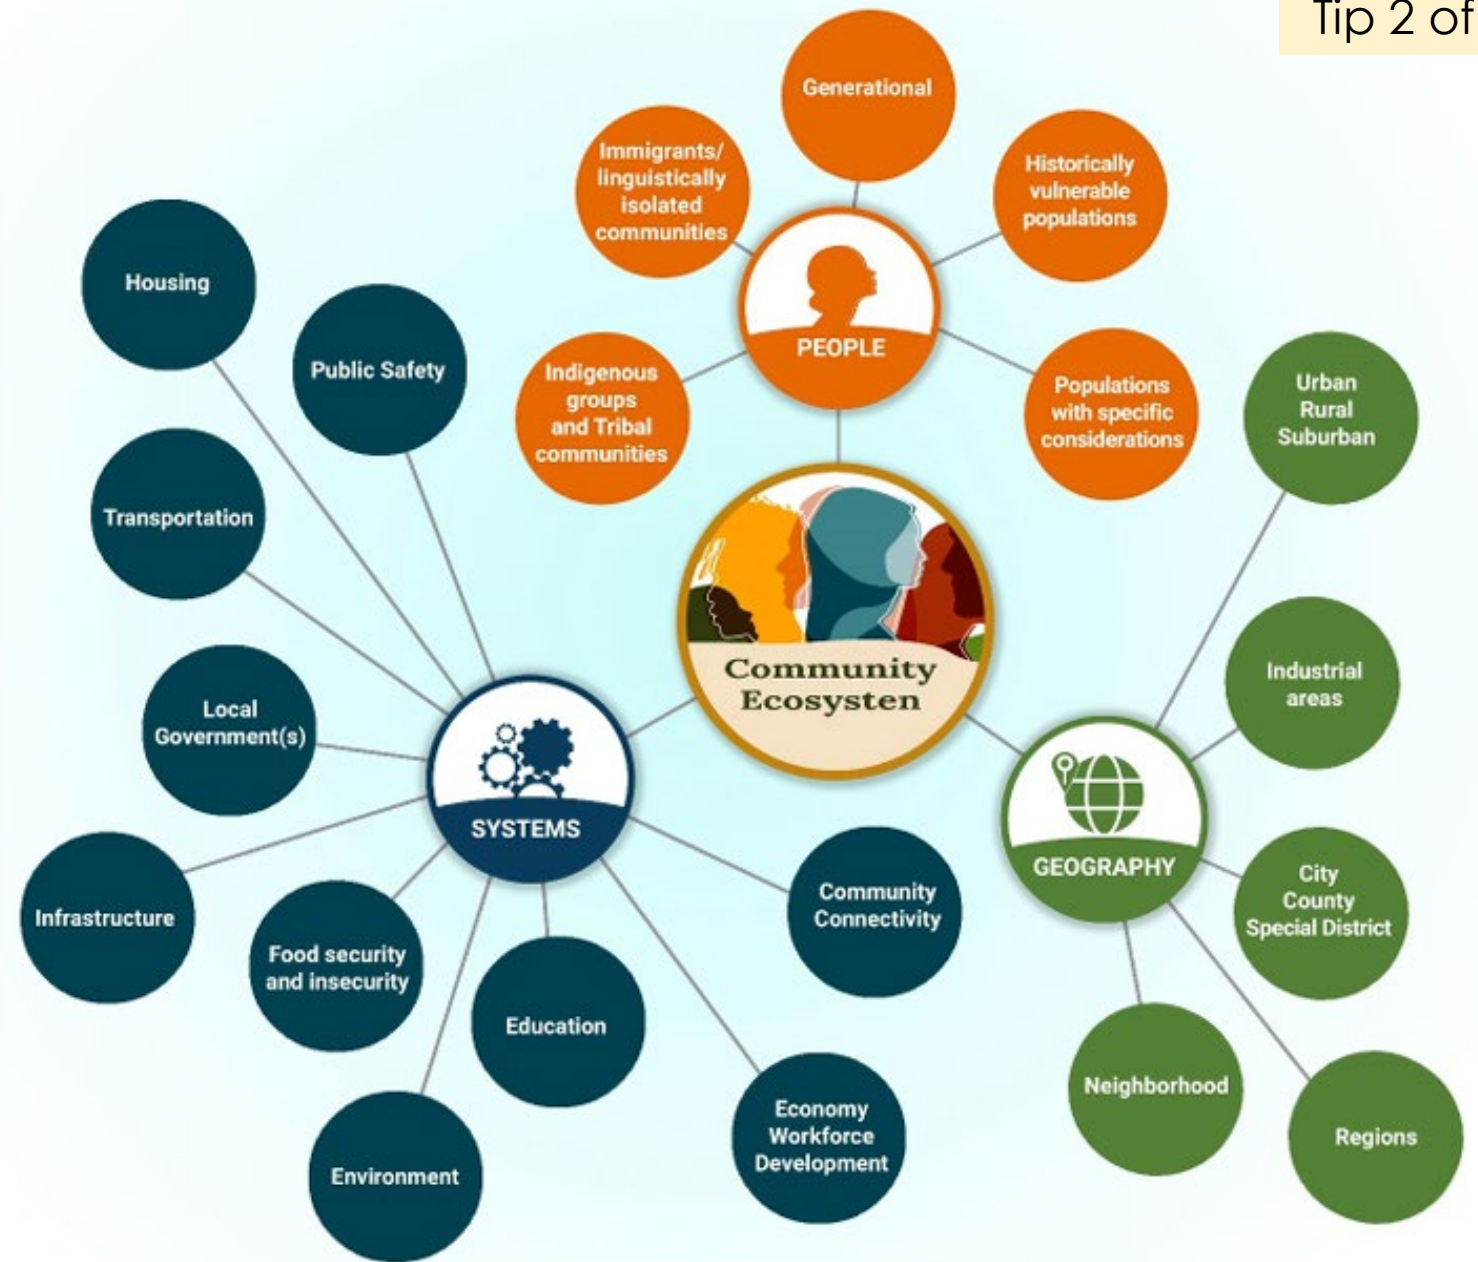 Tip 2 of
Generational
Immigrants/
linguistically
isolated
communities
Historically
vulnerable
populations
PEOPLE
Indigenous
groups
and Tribal
communities
Populations
with specific
considerations
Housing
Public Safety
Transportation
Local
Government(s)
Infrastructure
Food security
and insecurity
Environment
Education
Economy
Workforce
Development
Community
Connectivity
SYSTEMS
Community
Ecosysten
GEOGRAPHY
Urban
Rural
Suburban
Industrial
areas
City
County
Special District
Neighborhood
Regions